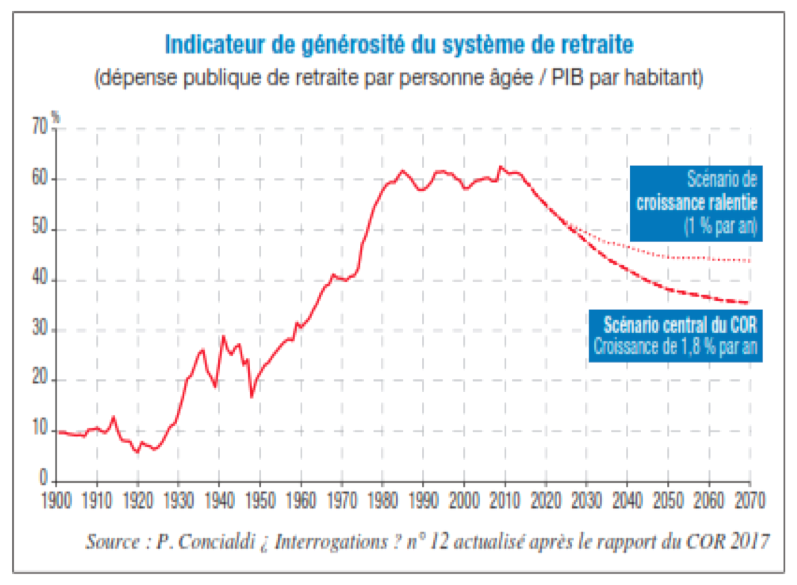 Indicateur de générosité du système de retraite
(dépense publique de retraite par personne âgée / PIB par habitant)
70 %
60
50
40
30
20
10
0
Scénario de
croissance ralentie
(1 % par an)
Scénario central du COR
Croissance de 1,8 % par an
1900 1910 1920 1930 1940 1950 1960 1970 1980 1990 2000 2010 2020 2030 2040 2050 2060 2070
Source : P. Concialdi ¿ Interrogations ? n° 12 actualisé après le rapport du COR 2017